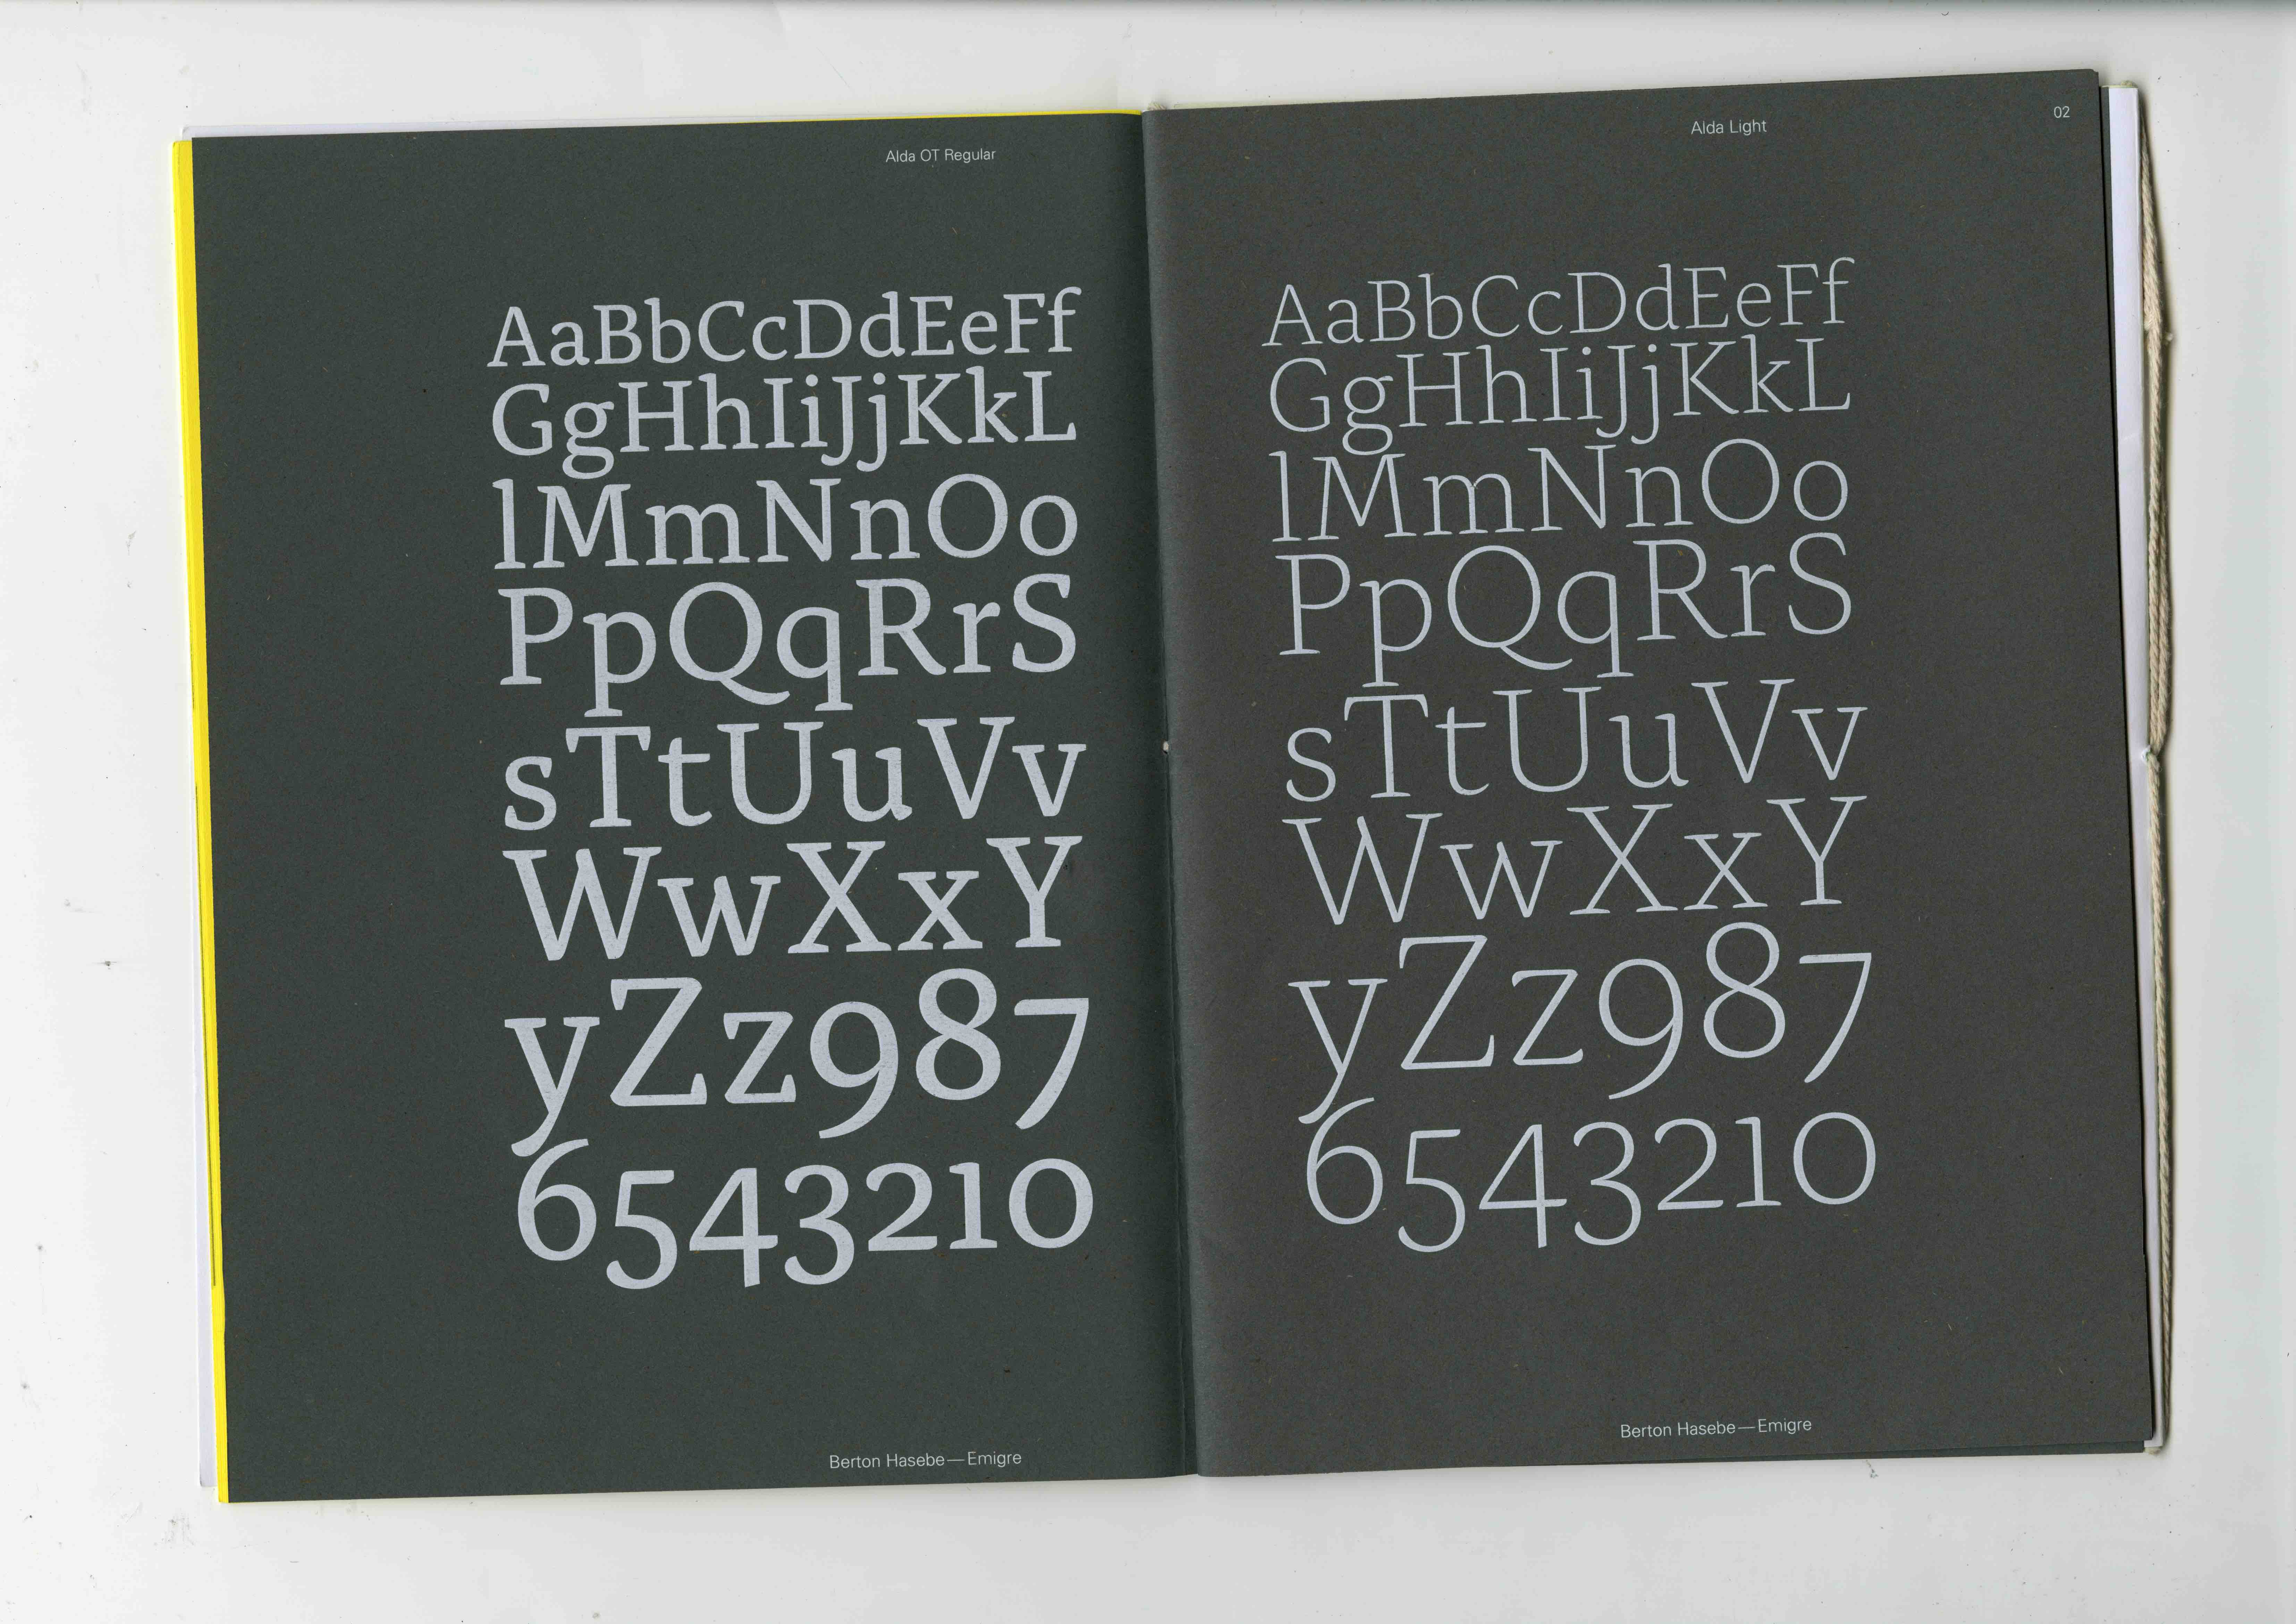 Alda OT Regular
AaBbCcDdEeFf
GgHhIiJjKkL
lMmNnOo
PpQqRrS
sTtUuVv
WwXxY
yZz987
6543210
Berton Hasebe—Emigre
Alda Light
02
AaBbCcDdEeFf
GgHhIiJjKkL
lMmNnOo
PpQqRrS
sTtUuVv
WwXxY
yZz987
6543210
Berton Hasebe—Emigre